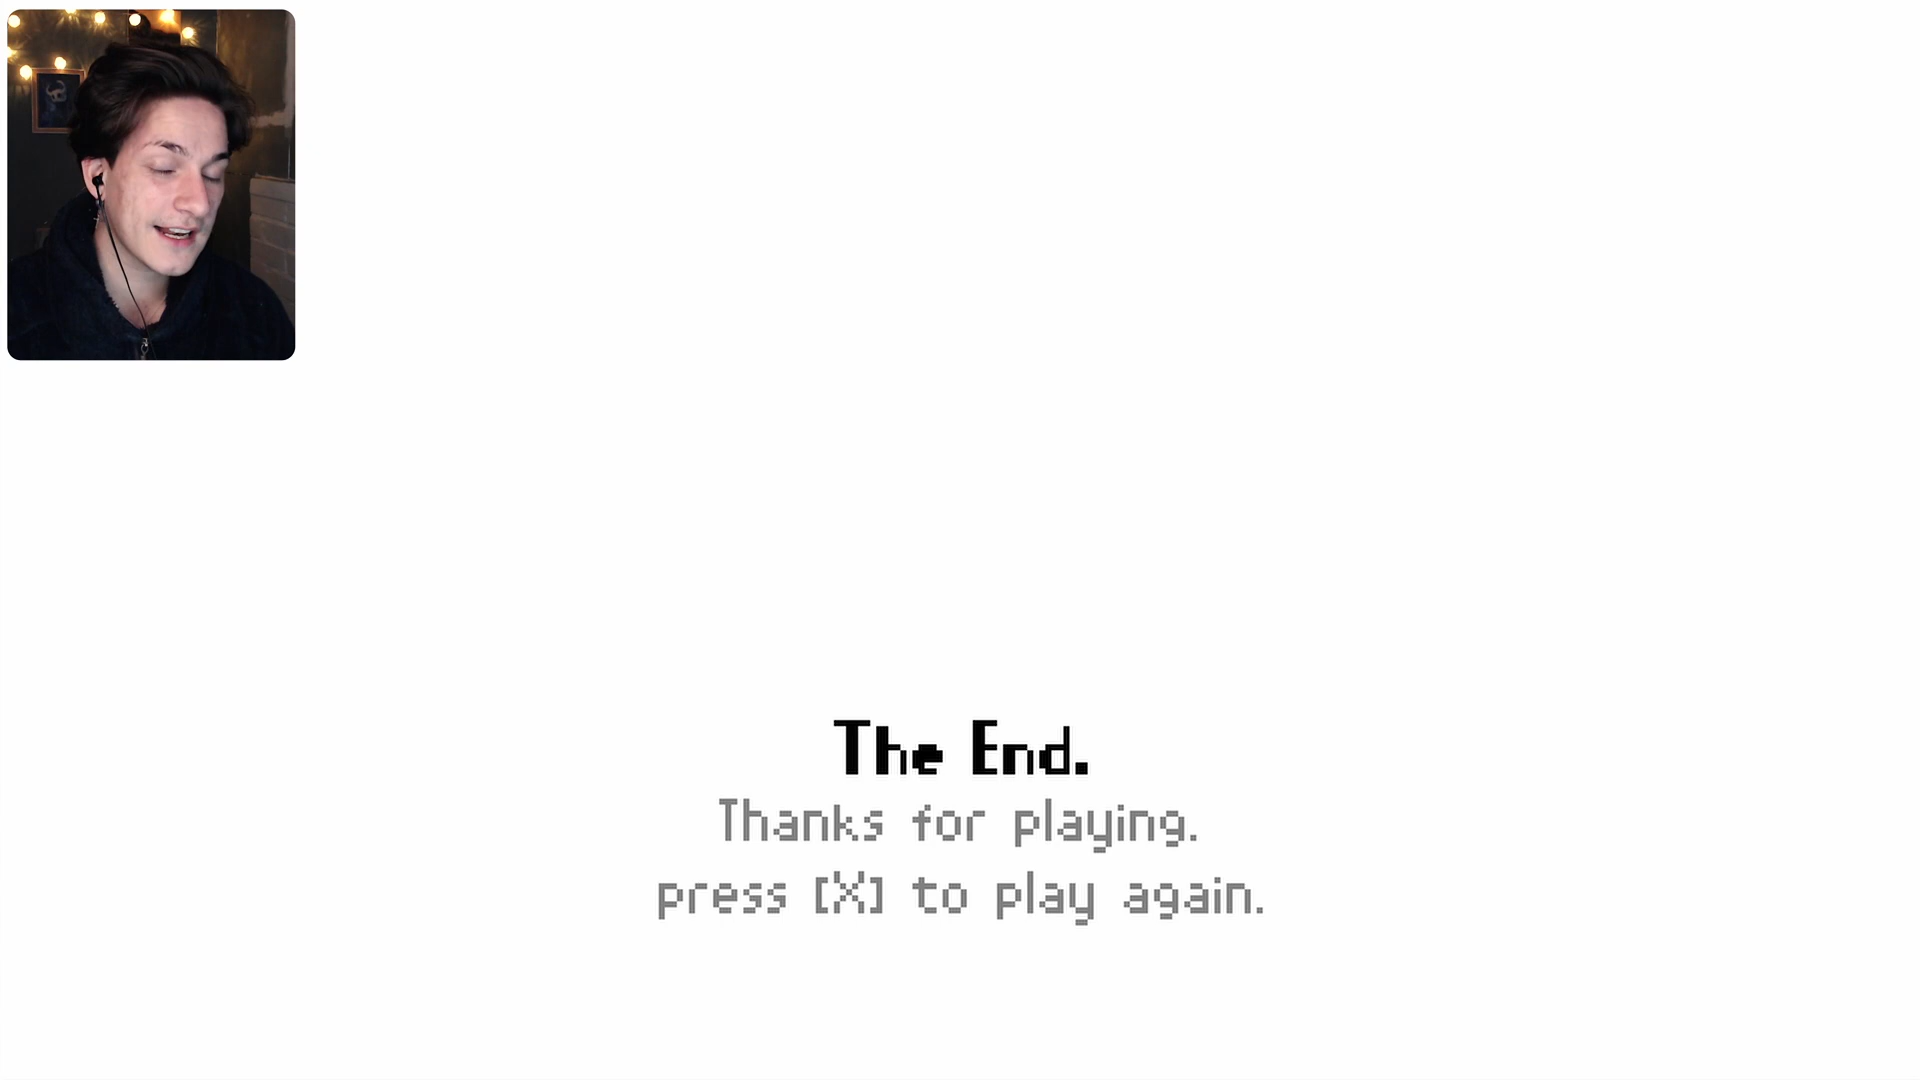 The End.
Thanks for playing.
press [X] to play again.